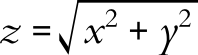 z = √(x² + y²)